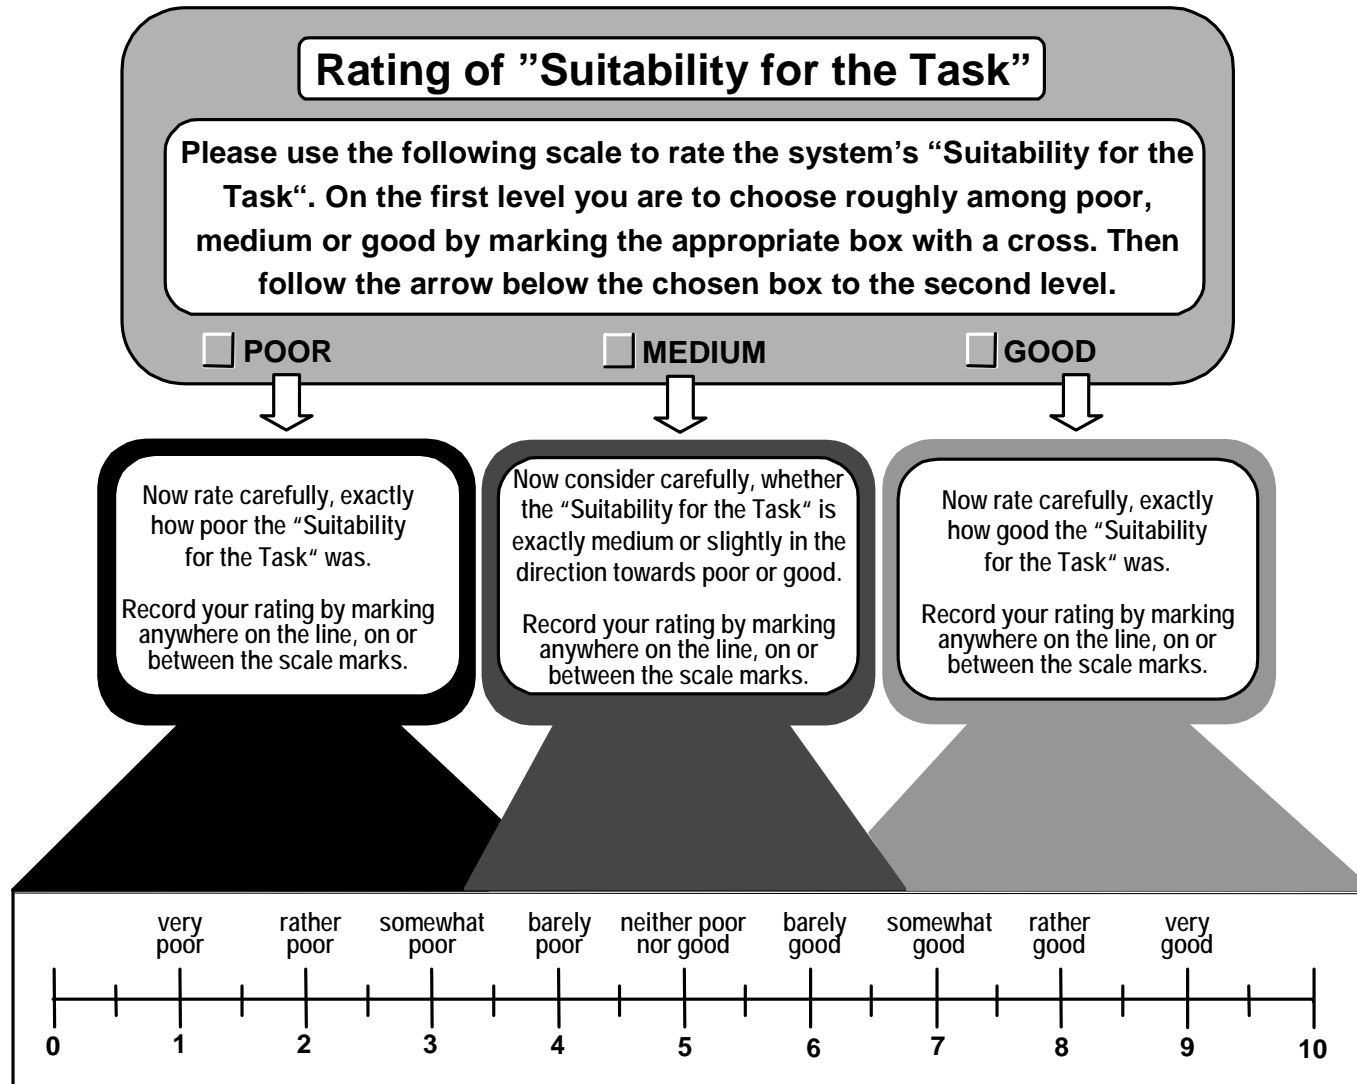 Rating of ”Suitability for the Task”
Please use the following scale to rate the system’s “Suitability for the
Task“. On the first level you are to choose roughly among poor,
medium or good by marking the appropriate box with a cross. Then
follow the arrow below the chosen box to the second level.
POOR
MEDIUM
GOOD
Now rate carefully, exactly
how poor the “Suitability
for the Task“ was.
Record your rating by marking
anywhere on the line, on or
between the scale marks.
Now consider carefully, whether
the “Suitability for the Task“ is
exactly medium or slightly in the
direction towards poor or good.
Record your rating by marking
anywhere on the line, on or
between the scale marks.
Now rate carefully, exactly
how good the “Suitability
for the Task“ was.
Record your rating by marking
anywhere on the line, on or
between the scale marks.
very
poor
rather
poor
somewhat
poor
barely
poor
neither poor
nor good
barely
good
somewhat
good
rather
good
very
good
0 1 2 3 4 5 6 7 8 9 10